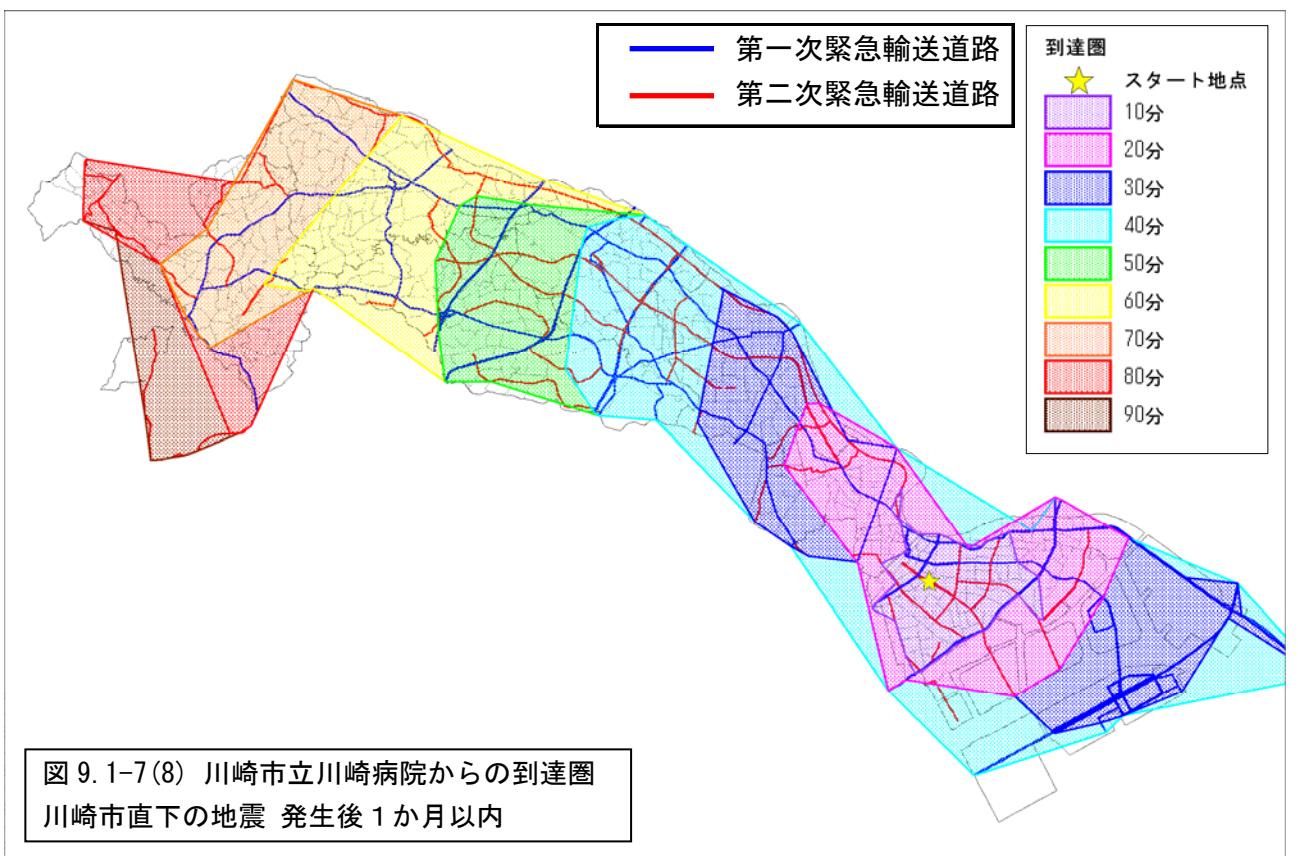 第一次緊急輸送道路
第二次緊急輸送道路
到達圏
スタート地点
10分
20分
30分
40分
50分
60分
70分
80分
90分
図 9.1-7(8) 川崎市立川崎病院からの到達圏
川崎市直下の地震 発生後1か月以内